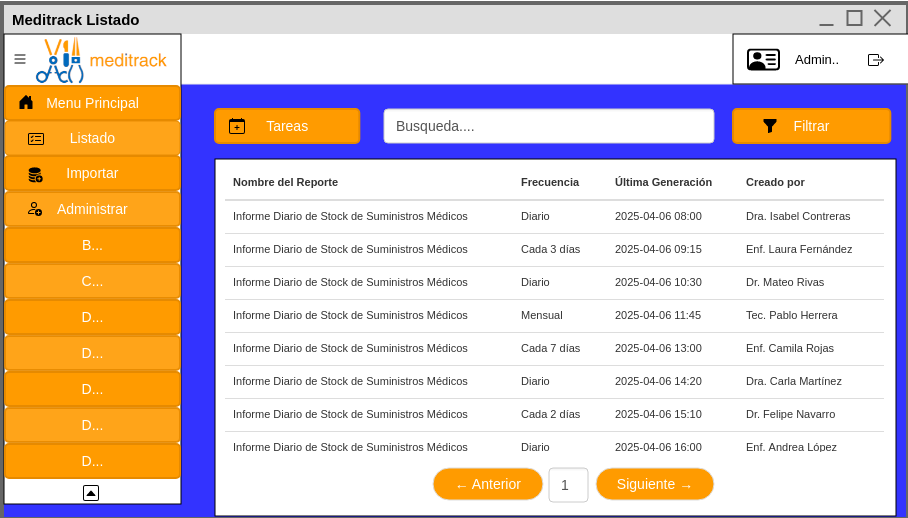 Meditrack Listado
meditrack
Admin..
Menu Principal
Listado
Importar
Administrar
B...
C...
D...
D...
D...
D...
D...
Tareas
Busqueda....
Filtrar
Nombre del Reporte Frecuencia Última Generación Creado por
Informe Diario de Stock de Suministros Médicos Diario 2025-04-06 08:00 Dra. Isabel Contreras
Informe Diario de Stock de Suministros Médicos Cada 3 días 2025-04-06 09:15 Enf. Laura Fernández
Informe Diario de Stock de Suministros Médicos Diario 2025-04-06 10:30 Dr. Mateo Rivas
Informe Diario de Stock de Suministros Médicos Mensual 2025-04-06 11:45 Tec. Pablo Herrera
Informe Diario de Stock de Suministros Médicos Cada 7 días 2025-04-06 13:00 Enf. Camila Rojas
Informe Diario de Stock de Suministros Médicos Diario 2025-04-06 14:20 Dra. Carla Martínez
Informe Diario de Stock de Suministros Médicos Cada 2 días 2025-04-06 15:10 Dr. Felipe Navarro
Informe Diario de Stock de Suministros Médicos Diario 2025-04-06 16:00 Enf. Andrea López
← Anterior 1 Siguiente →